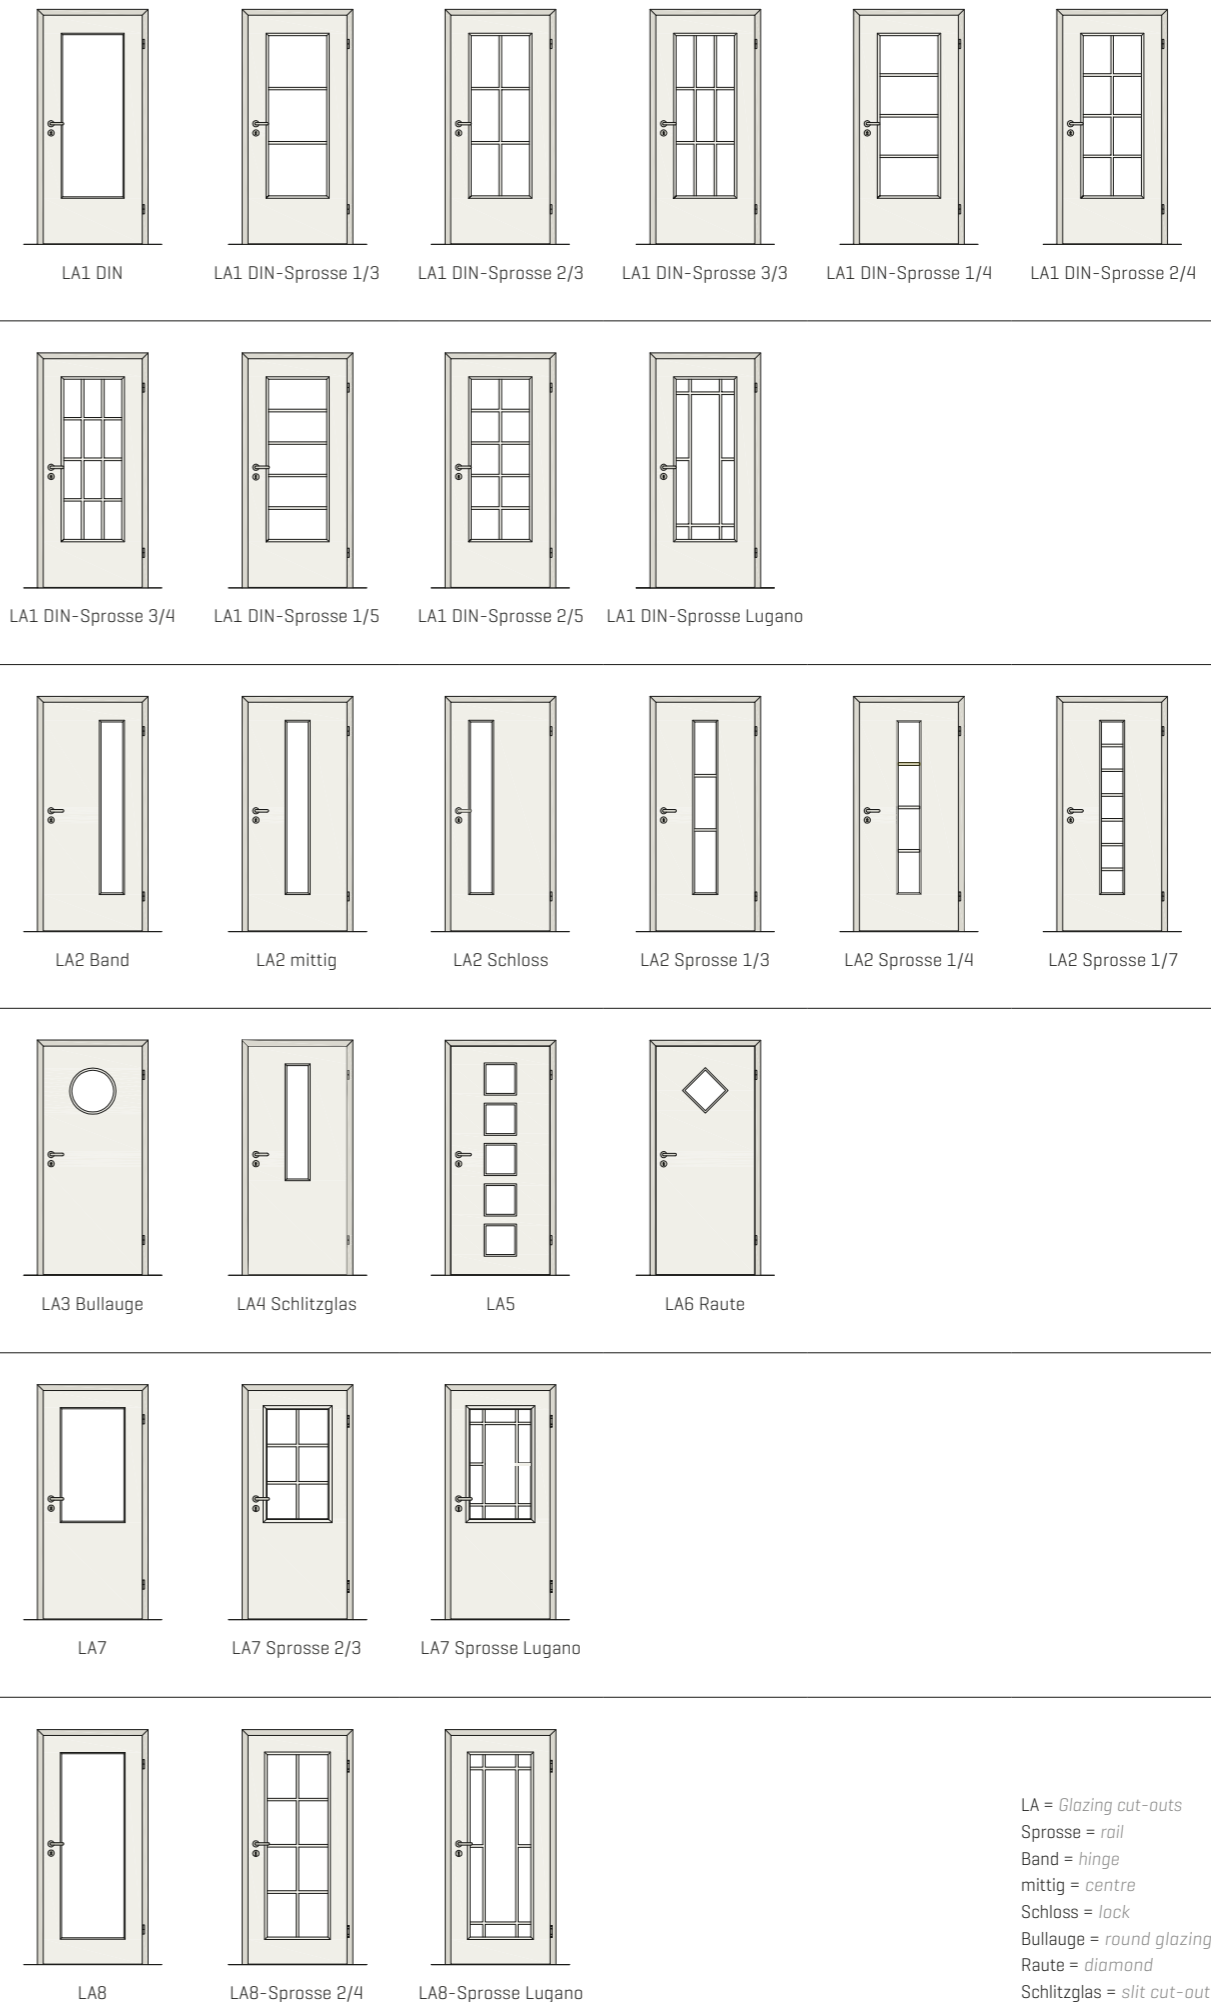 LA1 DIN
LA1 DIN-Sprosse 1/3
LA1 DIN-Sprosse 2/3
LA1 DIN-Sprosse 3/3
LA1 DIN-Sprosse 1/4
LA1 DIN-Sprosse 2/4
LA1 DIN-Sprosse 3/4
LA1 DIN-Sprosse 1/5
LA1 DIN-Sprosse 2/5
LA1 DIN-Sprosse Lugano
LA2 Band
LA2 mittig
LA2 Schloss
LA2 Sprosse 1/3
LA2 Sprosse 1/4
LA2 Sprosse 1/7
LA3 Bullauge
LA4 Schlitzglas
LA5
LA6 Raute
LA7
LA7 Sprosse 2/3
LA7 Sprosse Lugano
LA8
LA8-Sprosse 2/4
LA8-Sprosse Lugano
LA = Glazing cut-outs
Sprosse = rail
Band = hinge
mittig = centre
Schloss = lock
Bullauge = round glazing
Raute = diamond
Schlitzglas = slit cut-out